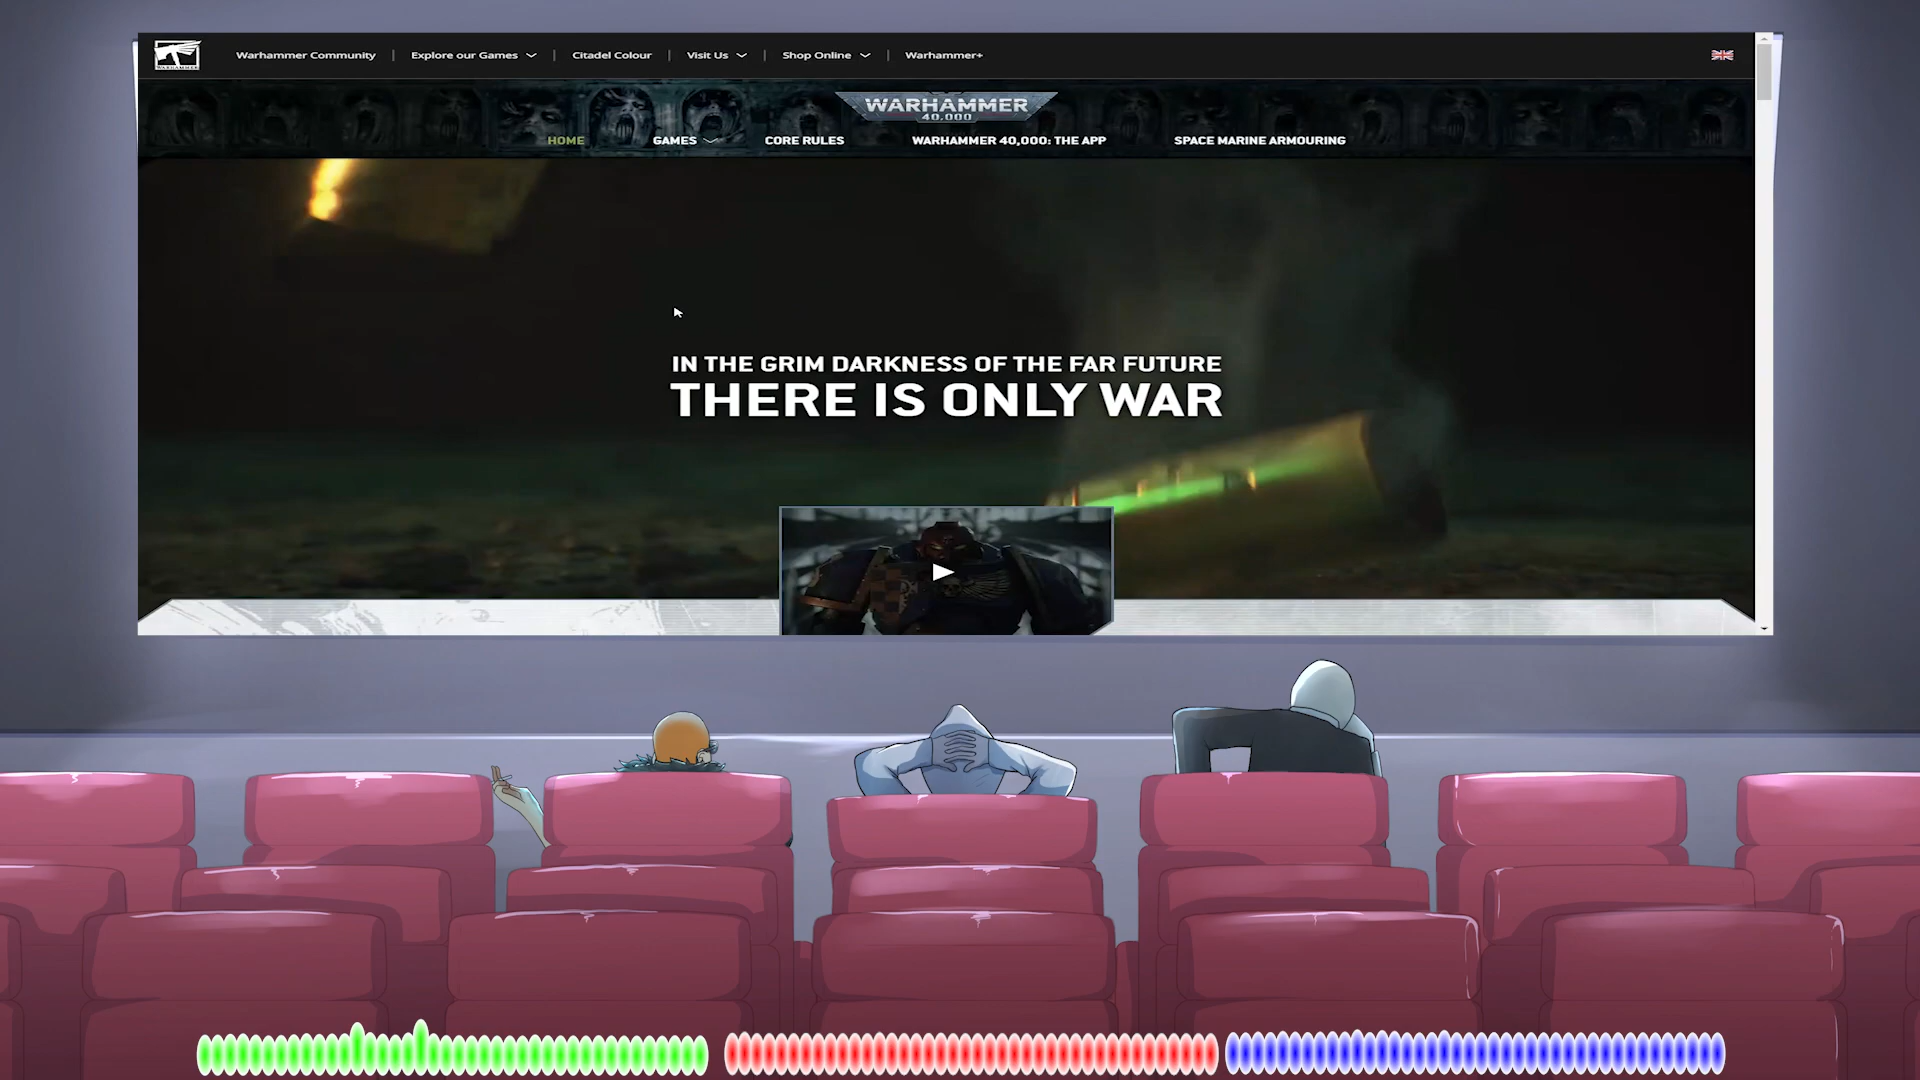 Warhammer Community | Explore our Games | Citadel Colour | Visit Us | Shop Online | Warhammer+
WARHAMMER
40,000
HOME GAMES CORE RULES WARHAMMER 40,000: THE APP SPACE MARINE ARMOURING
IN THE GRIM DARKNESS OF THE FAR FUTURE
THERE IS ONLY WAR